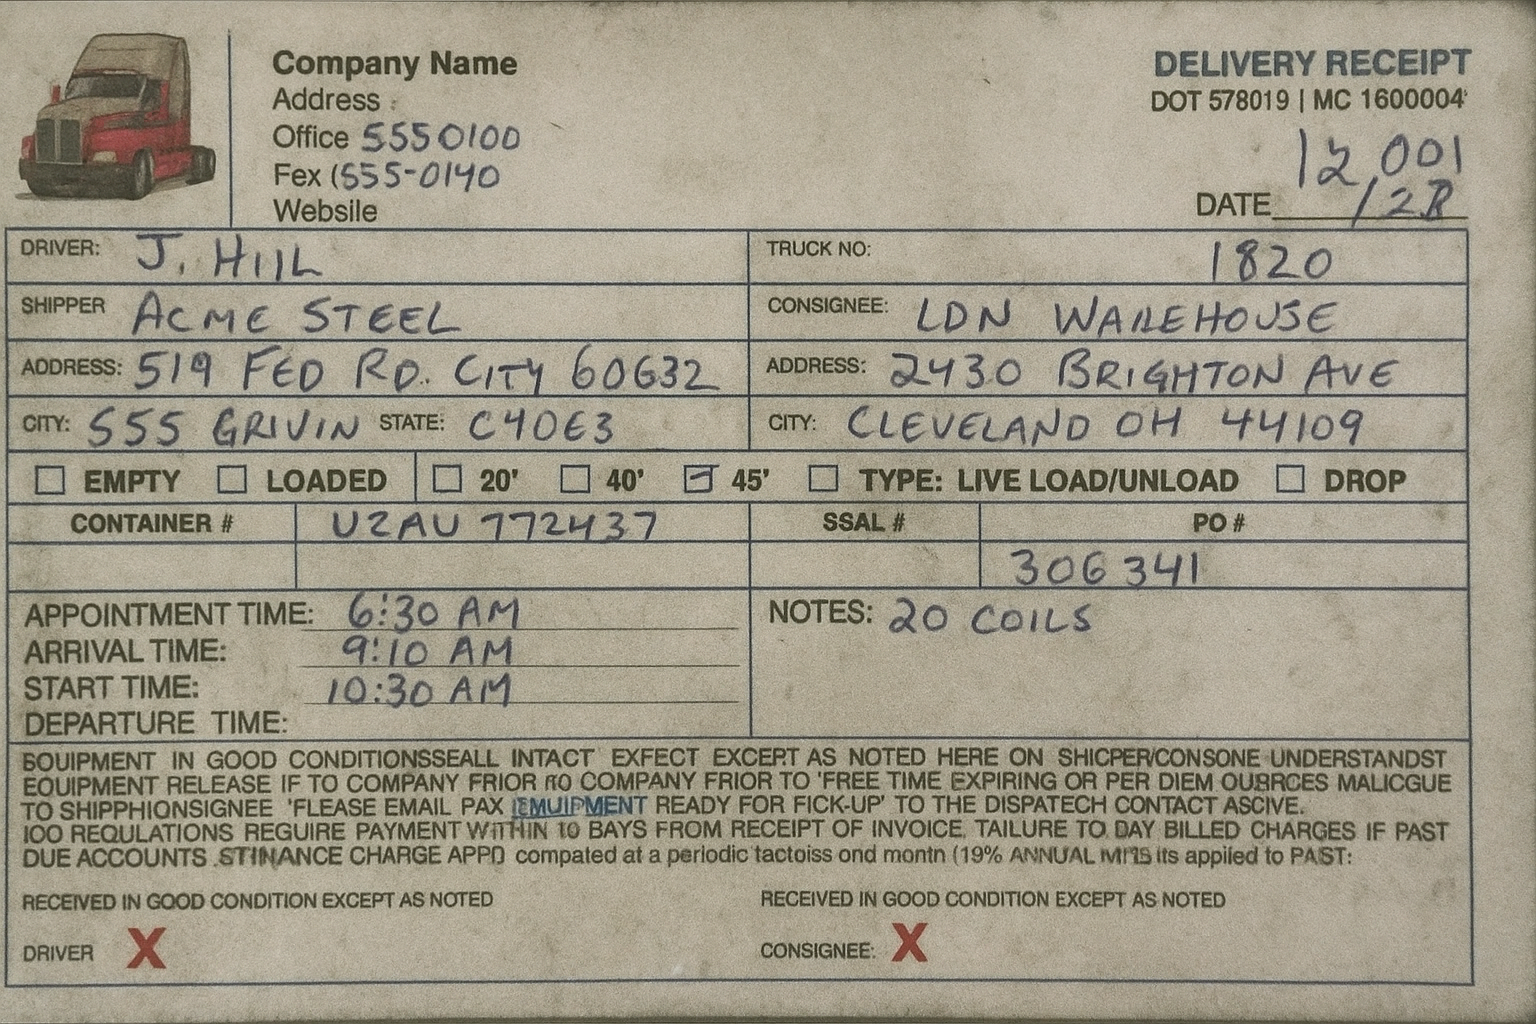 Company Name
DELIVERY RECEIPT
Address :
DOT 578019 | MC 1600004
Office 5550100
12,001
Fex (555-0140
DATE /2
Websile
DRIVER: J. HIIL
TRUCK NO: 1820
SHIPPER ACME STEEL
CONSIGNEE: LDN WAREHOUSE
ADDRESS: 519 FED RD. CITY 60632
ADDRESS: 2430 BRIGHTON AVE
CITY: 555 GRIVIN STATE: C40E3
CITY: CLEVELAND OH 44109
EMPTY LOADED 20' 40' 45' TYPE: LIVE LOAD/UNLOAD DROP
CONTAINER # UZAU 772437 SSAL # PO #
306341
APPOINTMENT TIME: 6:30 AM
ARRIVAL TIME: 9:10 AM
START TIME: 10:30 AM
DEPARTURE TIME:
NOTES: 20 COILS
EOUIPMENT IN GOOD CONDITIONSSEALL INTACT EXFECT EXCEPT AS NOTED HERE ON SHICPER/CONSONE UNDERSTANDST
EOUIPMENT RELEASE IF TO COMPANY FRIOR COMPANY FRIOR TO 'FREE TIME EXPIRING OR PER DIEM OUBRCES MALICGUE
TO SHIPPHIONSIGNEE 'FLEASE EMAIL PAX EMUIPMENT READY FOR FICK-UP' TO THE DISPATECH CONTACT ASCIVE.
IOO REQULATIONS REGUIRE PAYMENT WITHIN 10 BAYS FROM RECEIPT OF INVOICE, TAILURE TO DAY BILLED CHARGES IF PAST
DUE ACCOUNTS .STINANCE CHARGE APPD compated at a periodic tactoiss ond montn (19% ANNUAL its appiled to PAST:
RECEIVED IN GOOD CONDITION EXCEPT AS NOTED
RECEIVED IN GOOD CONDITION EXCEPT AS NOTED
DRIVER X
CONSIGNEE: X